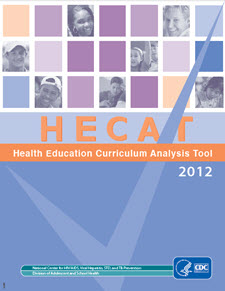 HECAT
Health Education Curriculum Analysis Tool
2012
National Center for HIV/AIDS, Viral Hepatitis, STD, and TB Prevention
Division of Adolescent and School Health
CDC